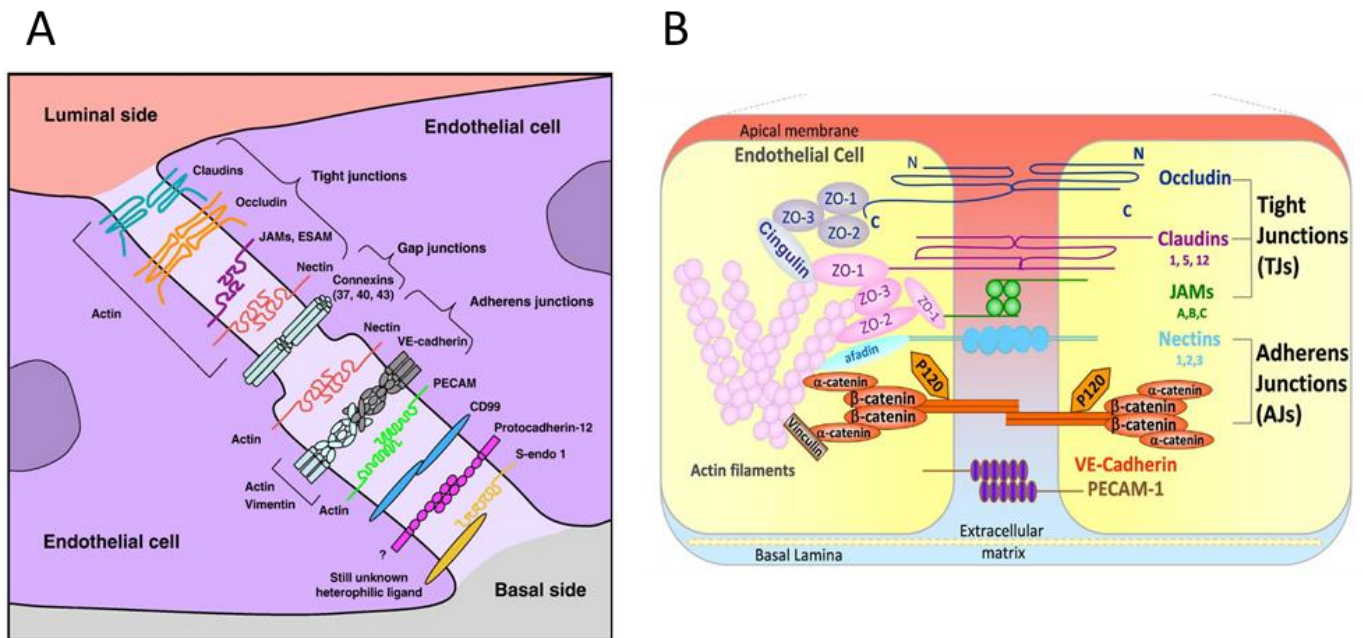 A
Luminal side
Endothelial cell
Claudins
Tight junctions
Occludin
JAMs, ESAM
Gap junctions
Nectin
Connexins
(37, 40, 43)
Adherens junctions
Actin
Nectin
VE-cadherin
PECAM
CD99
Protocadherin-12
S-endo 1
Actin
Actin
Vimentin
Actin
?
Endothelial cell
Still unknown
heterophilic ligand
Basal side
B
Apical membrane
Endothelial Cell
N
N
Occludin
ZO-1
ZO-3
ZO-2
C
C
Cingulin
Tight
Junctions
(TJs)
Claudins
1, 5, 12
ZO-1
JAMs
A,B,C
ZO-3
ZO-1
ZO-2
Nectins
1,2,3
afadin
Adherens
Junctions
(AJs)
P120
P120
α-catenin
α-catenin
β-catenin
β-catenin
β-catenin
β-catenin
α-catenin
α-catenin
Vinculin
Actin filaments
VE-Cadherin
PECAM-1
Extracellular
matrix
Basal Lamina